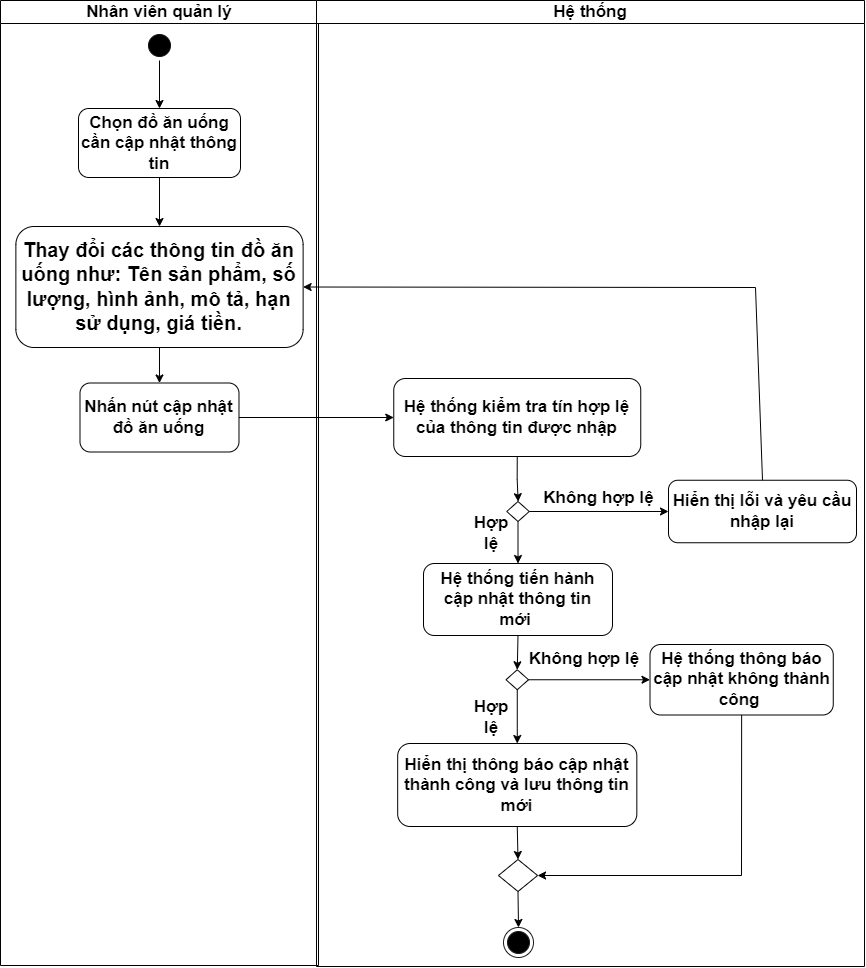 Nhân viên quản lý
Hệ thống
Chọn đồ ăn uống
cần cập nhật thông
tin
Thay đổi các thông tin đồ ăn
uống như: Tên sản phẩm, số
lượng, hình ảnh, mô tả, hạn
sử dụng, giá tiền.
Nhấn nút cập nhật
đồ ăn uống
Hệ thống kiểm tra tín hợp lệ
của thông tin được nhập
Không hợp lệ
Hiển thị lỗi và yêu cầu
nhập lại
Hợp
lệ
Hệ thống tiến hành
cập nhật thông tin
mới
Không hợp lệ
Hệ thống thông báo
cập nhật không thành
công
Hợp
lệ
Hiển thị thông báo cập nhật
thành công và lưu thông tin
mới